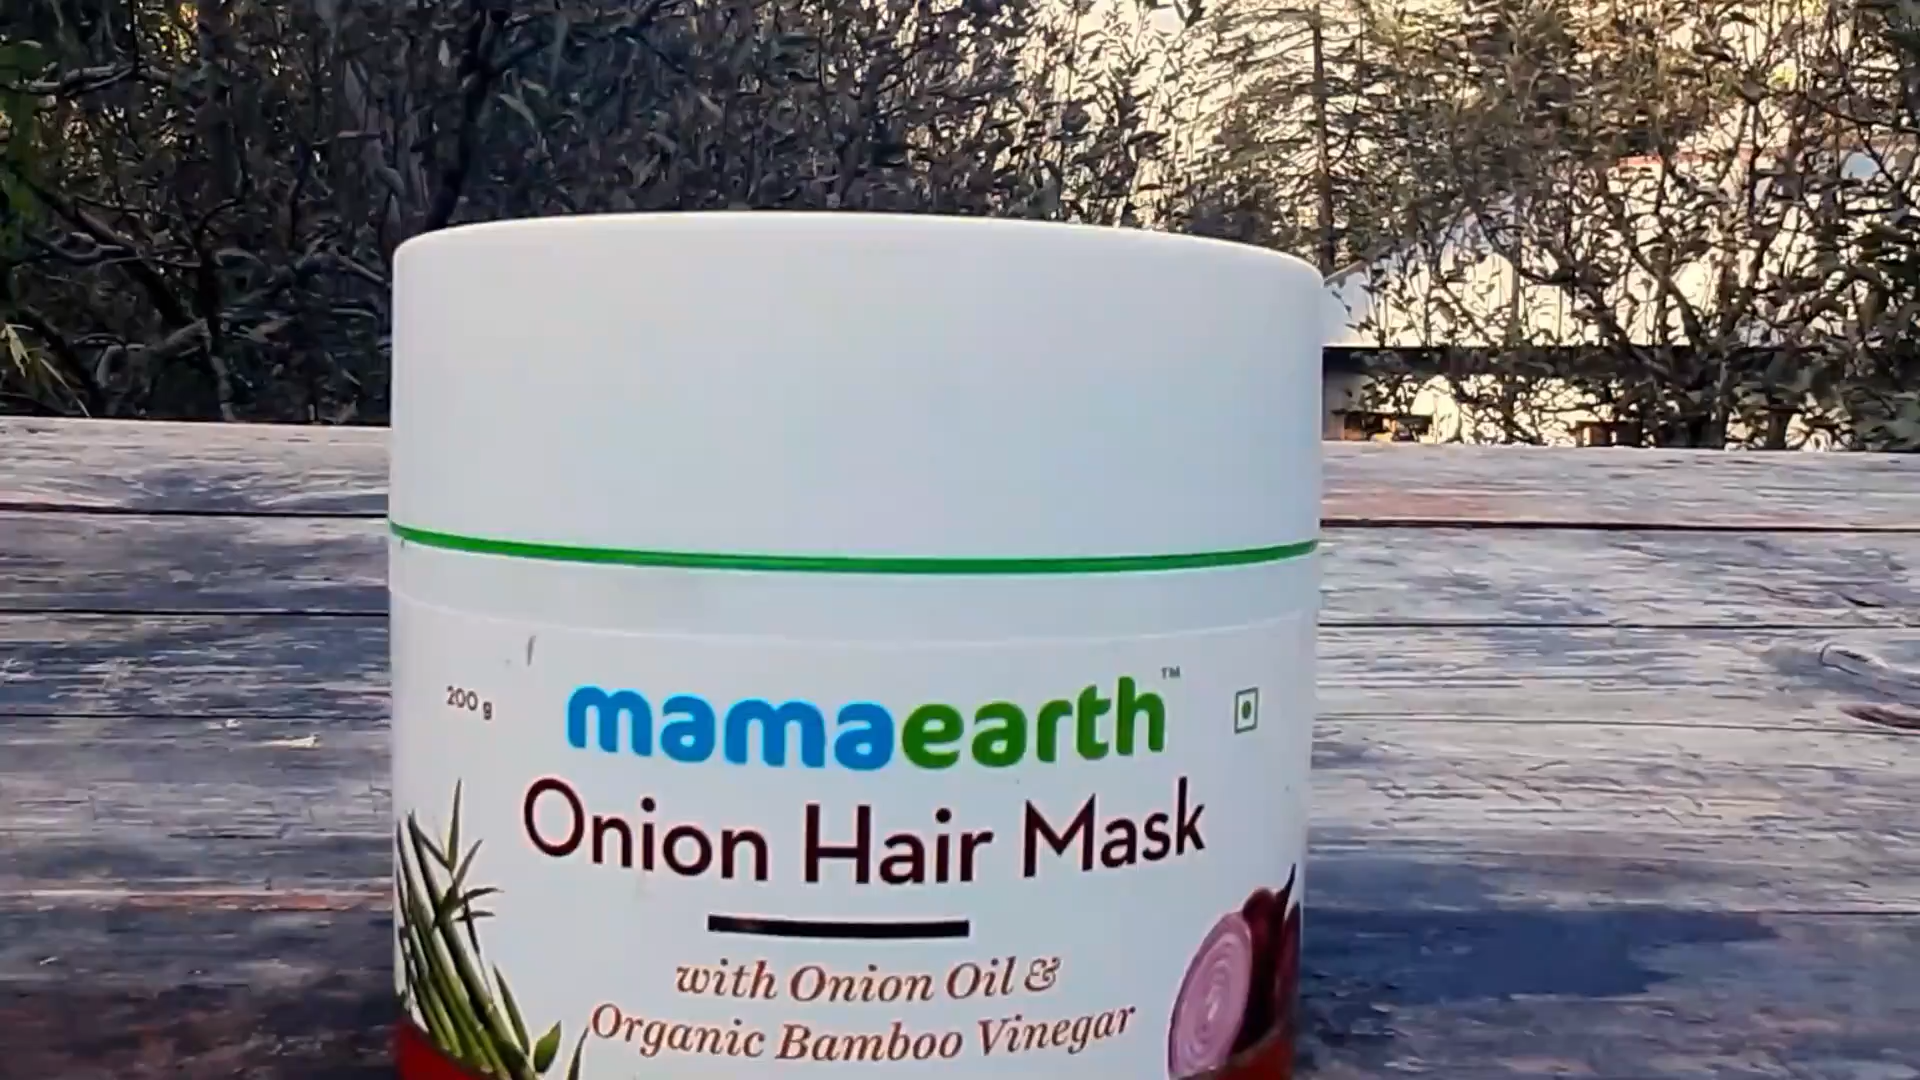 200 g
mamaearth™
Onion Hair Mask
with Onion Oil &
Organic Bamboo Vinegar